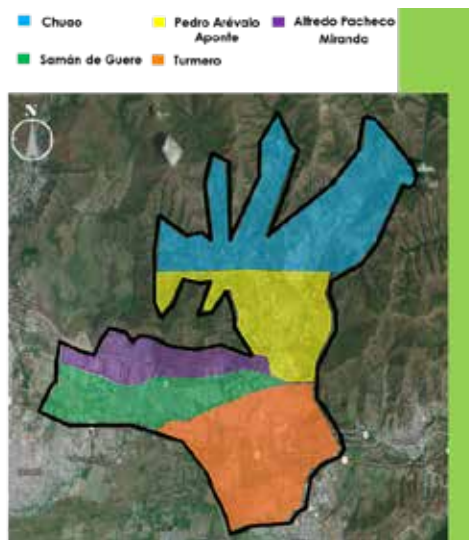 Chuao
Pedro Arévalo
Aponte
Alfredo Pacheco
Miranda
Samán de Guere
Turmero
N